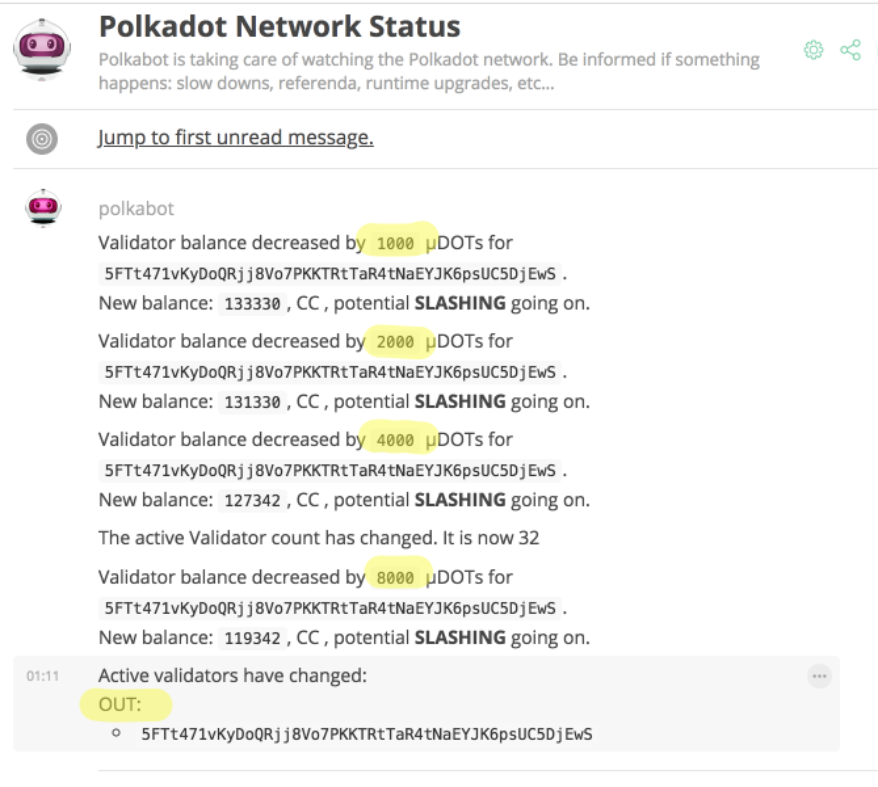 Polkadot Network Status
Polkabot is taking care of watching the Polkadot network. Be informed if something
happens: slow downs, referenda, runtime upgrades, etc...
Jump to first unread message.
polkabot
Validator balance decreased by 1000 µDOTs for
5FTt471vKyDoQRjj8Vo7PKKTRtTaR4tNaEYJK6psUC5DjEwS .
New balance: 133330 , CC , potential SLASHING going on.
Validator balance decreased by 2000 µDOTs for
5FTt471vKyDoQRjj8Vo7PKKTRtTaR4tNaEYJK6psUC5DjEwS .
New balance: 131330 , CC , potential SLASHING going on.
Validator balance decreased by 4000 µDOTs for
5FTt471vKyDoQRjj8Vo7PKKTRtTaR4tNaEYJK6psUC5DjEwS .
New balance: 127342 , CC , potential SLASHING going on.
The active Validator count has changed. It is now 32
Validator balance decreased by 8000 µDOTs for
5FTt471vKyDoQRjj8Vo7PKKTRtTaR4tNaEYJK6psUC5DjEwS .
New balance: 119342 , CC , potential SLASHING going on.
01:11 Active validators have changed:
OUT:
5FTt471vKyDoQRjj8Vo7PKKTRtTaR4tNaEYJK6psUC5DjEwS